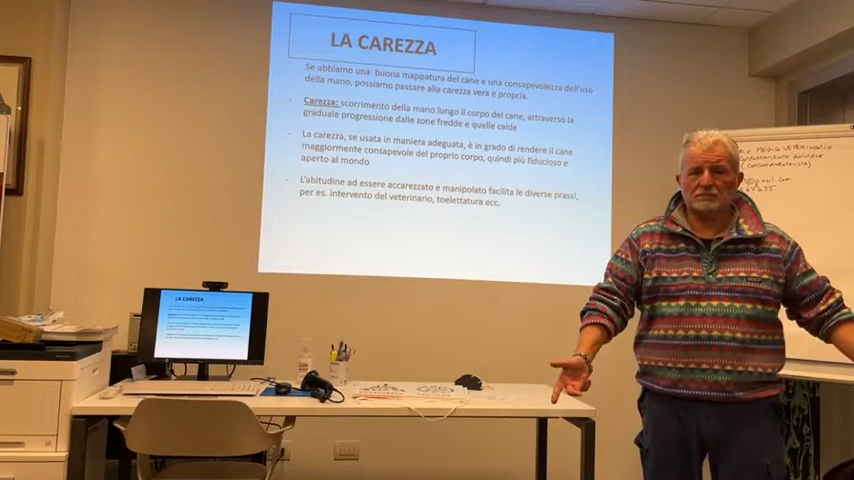 LA CAREZZA
Se abbiamo una buona mappatura del cane e una consapevolezza dell'uso
della mano, possiamo passare alla carezza vera e propria.
Carezza: scorrimento della mano lungo il corpo del cane, attraverso la
graduale progressione dalle zone fredde e quelle calde
La carezza, se usata in maniera adeguata, è in grado di rendere il cane
maggiormente consapevole del proprio corpo, quindi più fiducioso e
aperto al mondo
L'abitudine ad essere accarezzato e manipolato facilita le diverse prassi,
per es. intervento del veterinario, toelettatura ecc.
LA CAREZZA
MEDICO VETERINARIO